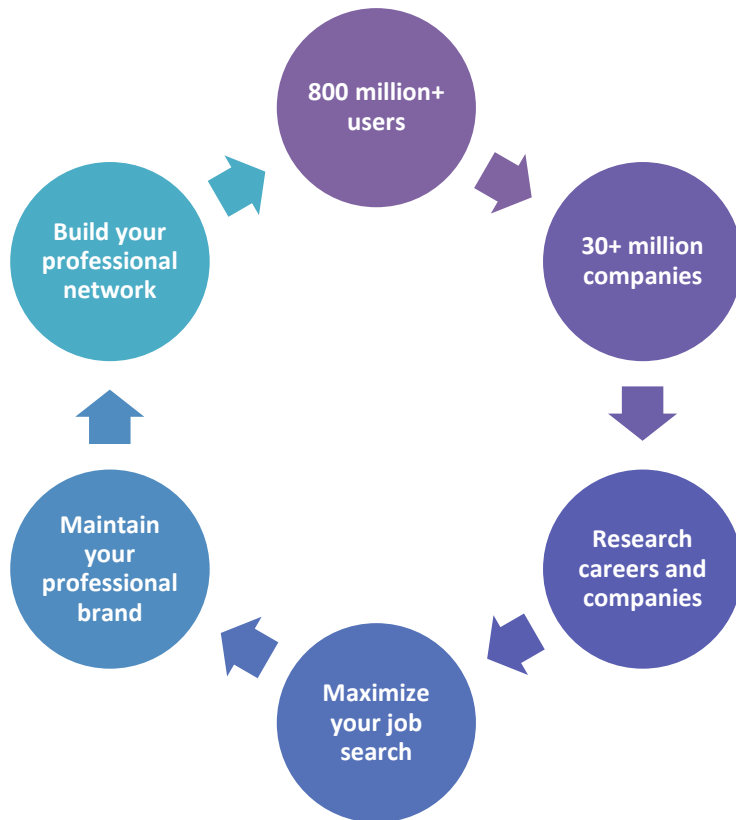 800 million+
users
30+ million
companies
Research
careers and
companies
Maximize
your job
search
Maintain
your
professional
brand
Build your
professional
network